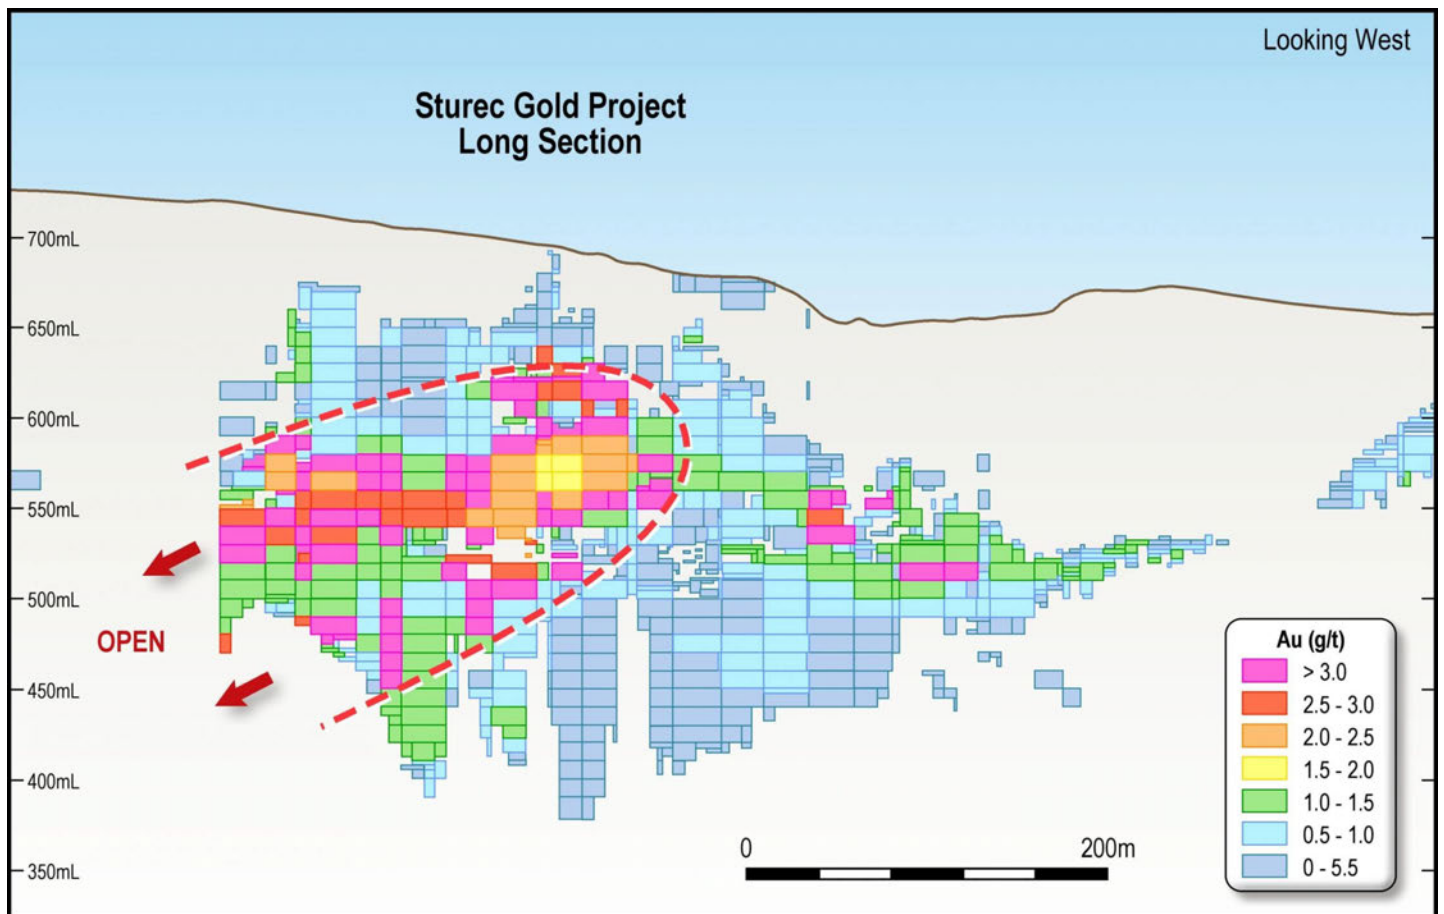 Looking West
Sturec Gold Project
Long Section
700mL
650mL
600mL
550mL
500mL
450mL
400mL
350mL
OPEN
0
200m
Au (g/t)
> 3.0
2.5 - 3.0
2.0 - 2.5
1.5 - 2.0
1.0 - 1.5
0.5 - 1.0
0 - 5.5